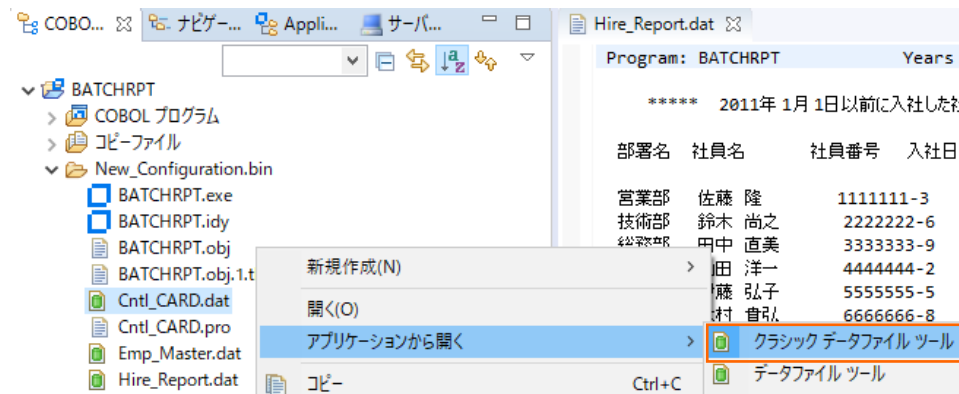 COBO... ナビゲー... Appli... サーバ...
BATCHRPT
COBOL プログラム
コピーファイル
New_Configuration.bin
BATCHRPT.exe
BATCHRPT.idy
BATCHRPT.obj
BATCHRPT.obj.1.t
Cntl_CARD.dat
Cntl_CARD.pro
Emp_Master.dat
Hire_Report.dat
新規作成(N)
開く(O)
アプリケーションから開く
コピー Ctrl+C
クラシック データファイル ツール
データファイル ツール
Hire_Report.dat
Program: BATCHRPT Years
***** 2011年 1月 1日以前に入社した
部署名 社員名 社員番号 入社日
営業部 佐藤 隆 1111111-3
技術部 鈴木 尚之 2222222-6
総務部 田中 直美 3333333-9
田 洋一 4444444-2
藤 弘子 5555555-5
村 貴弘 6666666-8